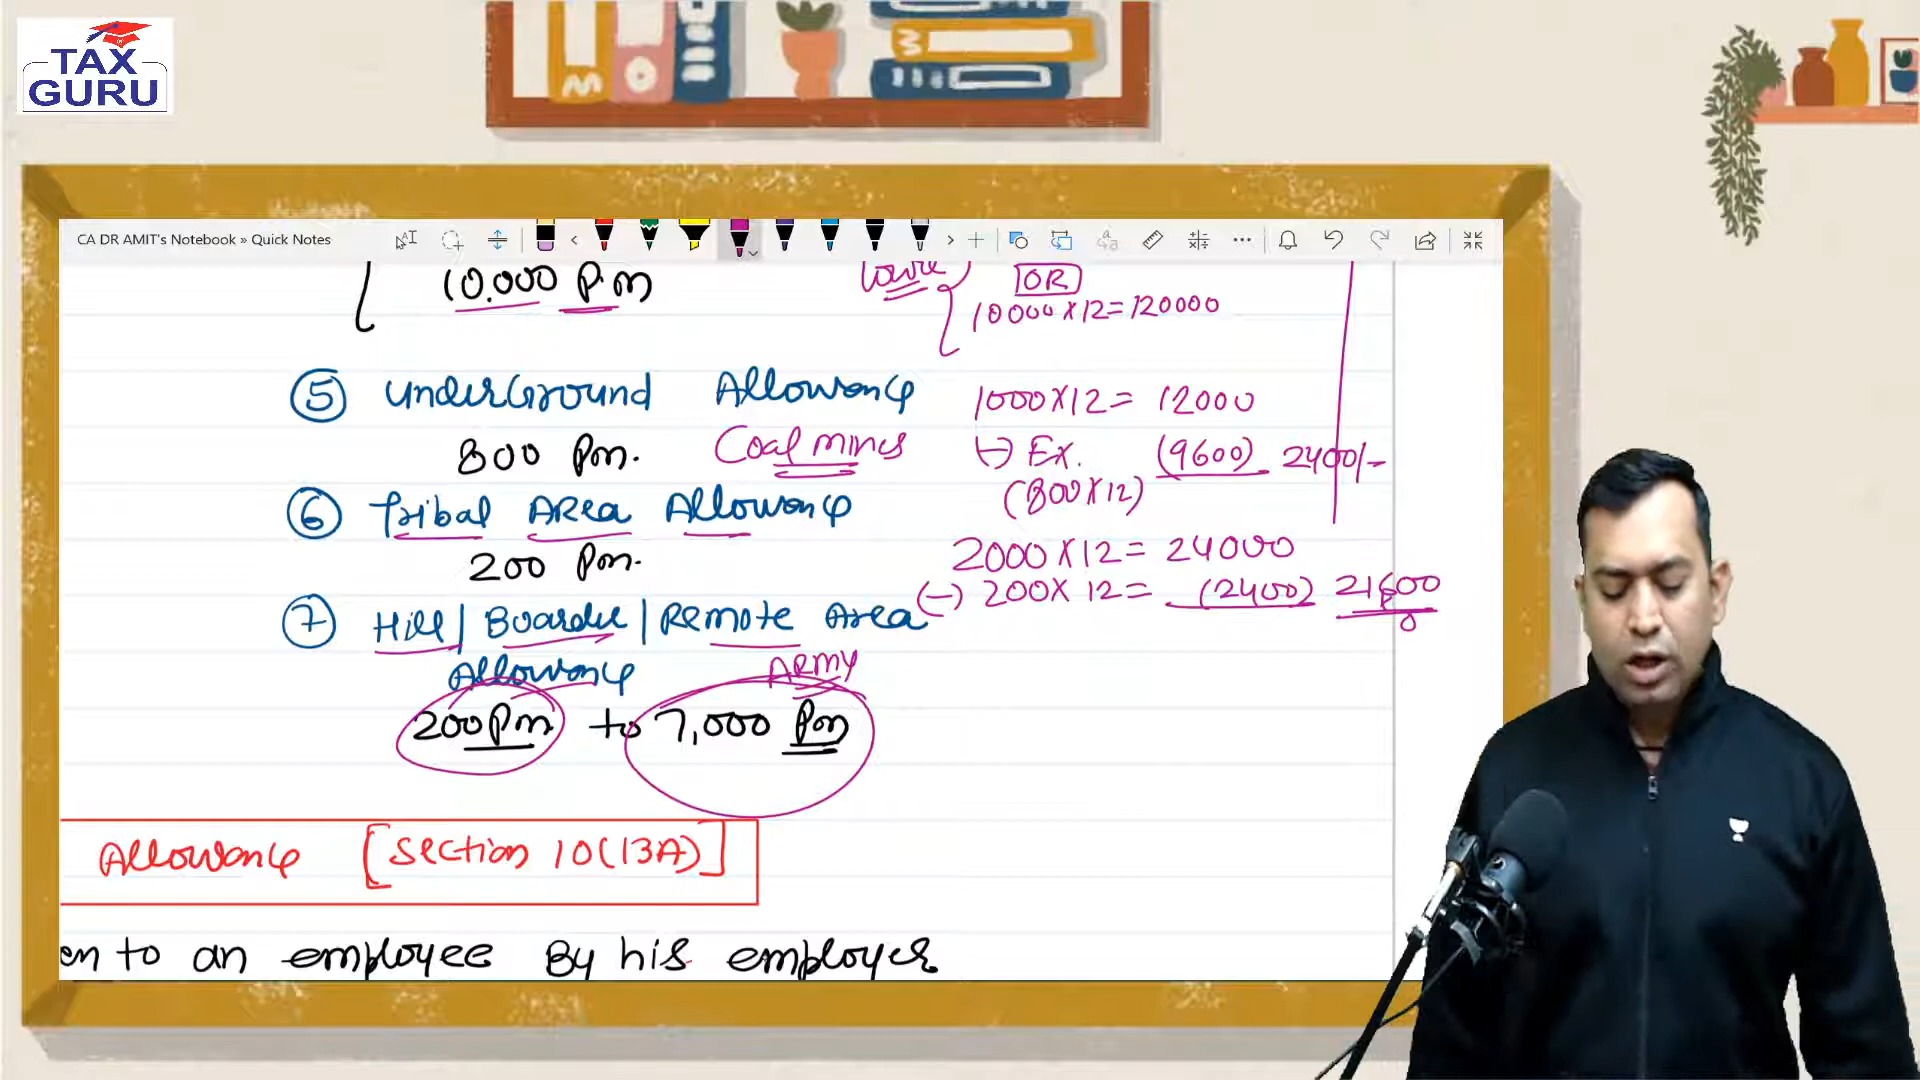 TAX
GURU
CA DR AMIT's Notebook » Quick Notes
10,000 P.m
OR
10000 X 12 = 120000
⑤ UnderGround Allowance
1000 X 12 = 12000
800 Pm. Coal mines
(-) Ex. (9600) 2400/-
(800 X 12)
⑥ Tribal Area Allowance
200 Pm.
2000 X 12 = 24000
(-) 200 X 12 = (2400) 21600
⑦ Hill / Boarder / Remote Area
Allowance ARMY
200 Pm to 7,000 Pm
Allowance [Section 10(13A)]
en to an employee By his employer